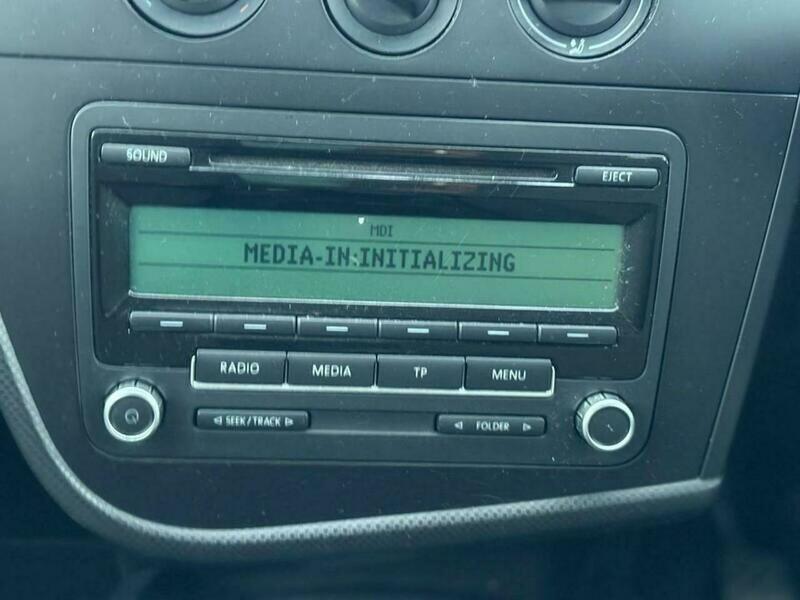 SOUND
EJECT
MDI
MEDIA-IN:INITIALIZING
RADIO
MEDIA
TP
MENU
SEEK/TRACK
FOLDER